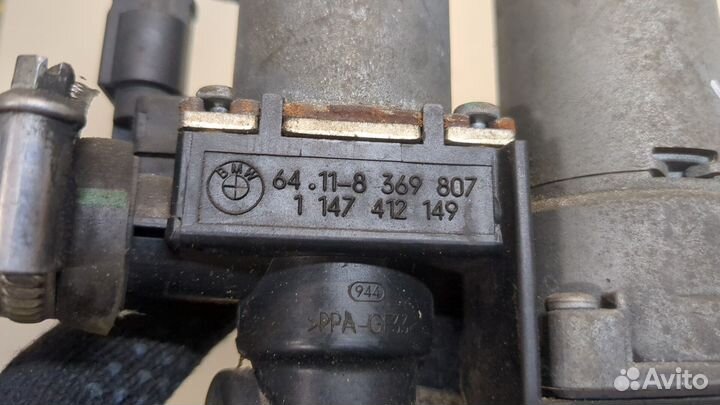 BMW
64.11-8 369 807
1 147 412 149
944
>PPA-GF33<
Avito